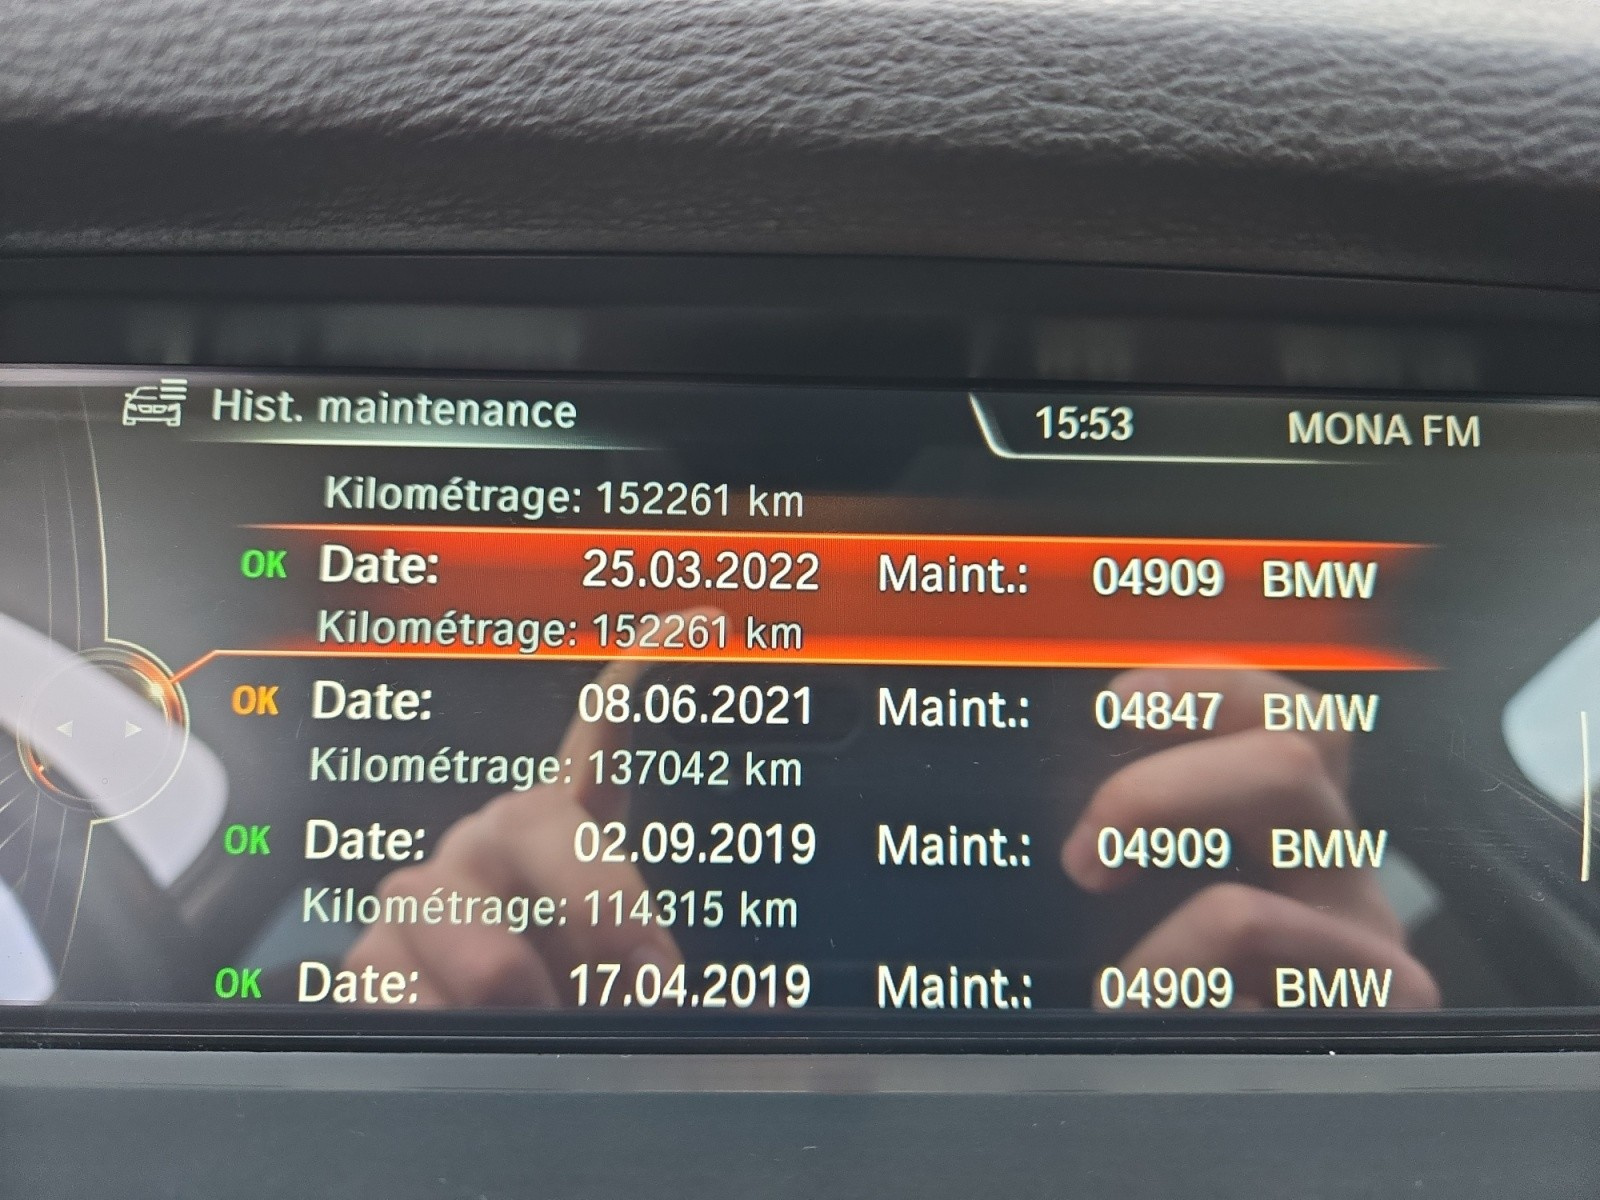 Hist. maintenance 15:53 MONA FM
Kilométrage: 152261 km
OK Date: 25.03.2022 Maint.: 04909 BMW
Kilométrage: 152261 km
OK Date: 08.06.2021 Maint.: 04847 BMW
Kilométrage: 137042 km
OK Date: 02.09.2019 Maint.: 04909 BMW
Kilométrage: 114315 km
OK Date: 17.04.2019 Maint.: 04909 BMW